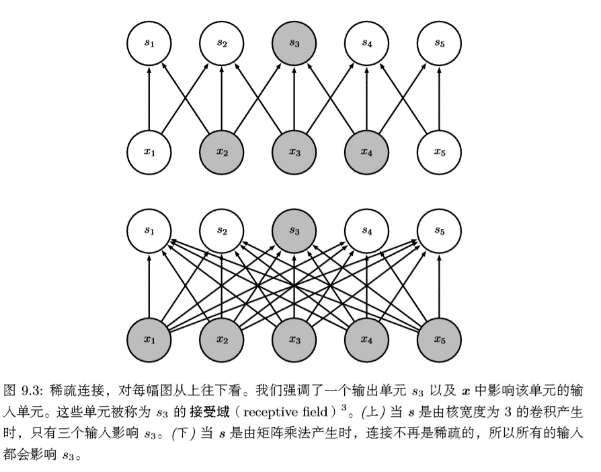 s1 s2 s3 s4 s5
x1 x2 x3 x4 x5
s1 s2 s3 s4 s5
x1 x2 x3 x4 x5
图 9.3: 稀疏连接，对每幅图从上往下看。我们强调了一个输出单元 s3 以及 x 中影响该单元的输
入单元。这些单元被称为 s3 的接受域（receptive field）3。(上) 当 s 是由核宽度为 3 的卷积产生
时，只有三个输入影响 s3。(下) 当 s 是由矩阵乘法产生时，连接不再是稀疏的，所以所有的输入
都会影响 s3。